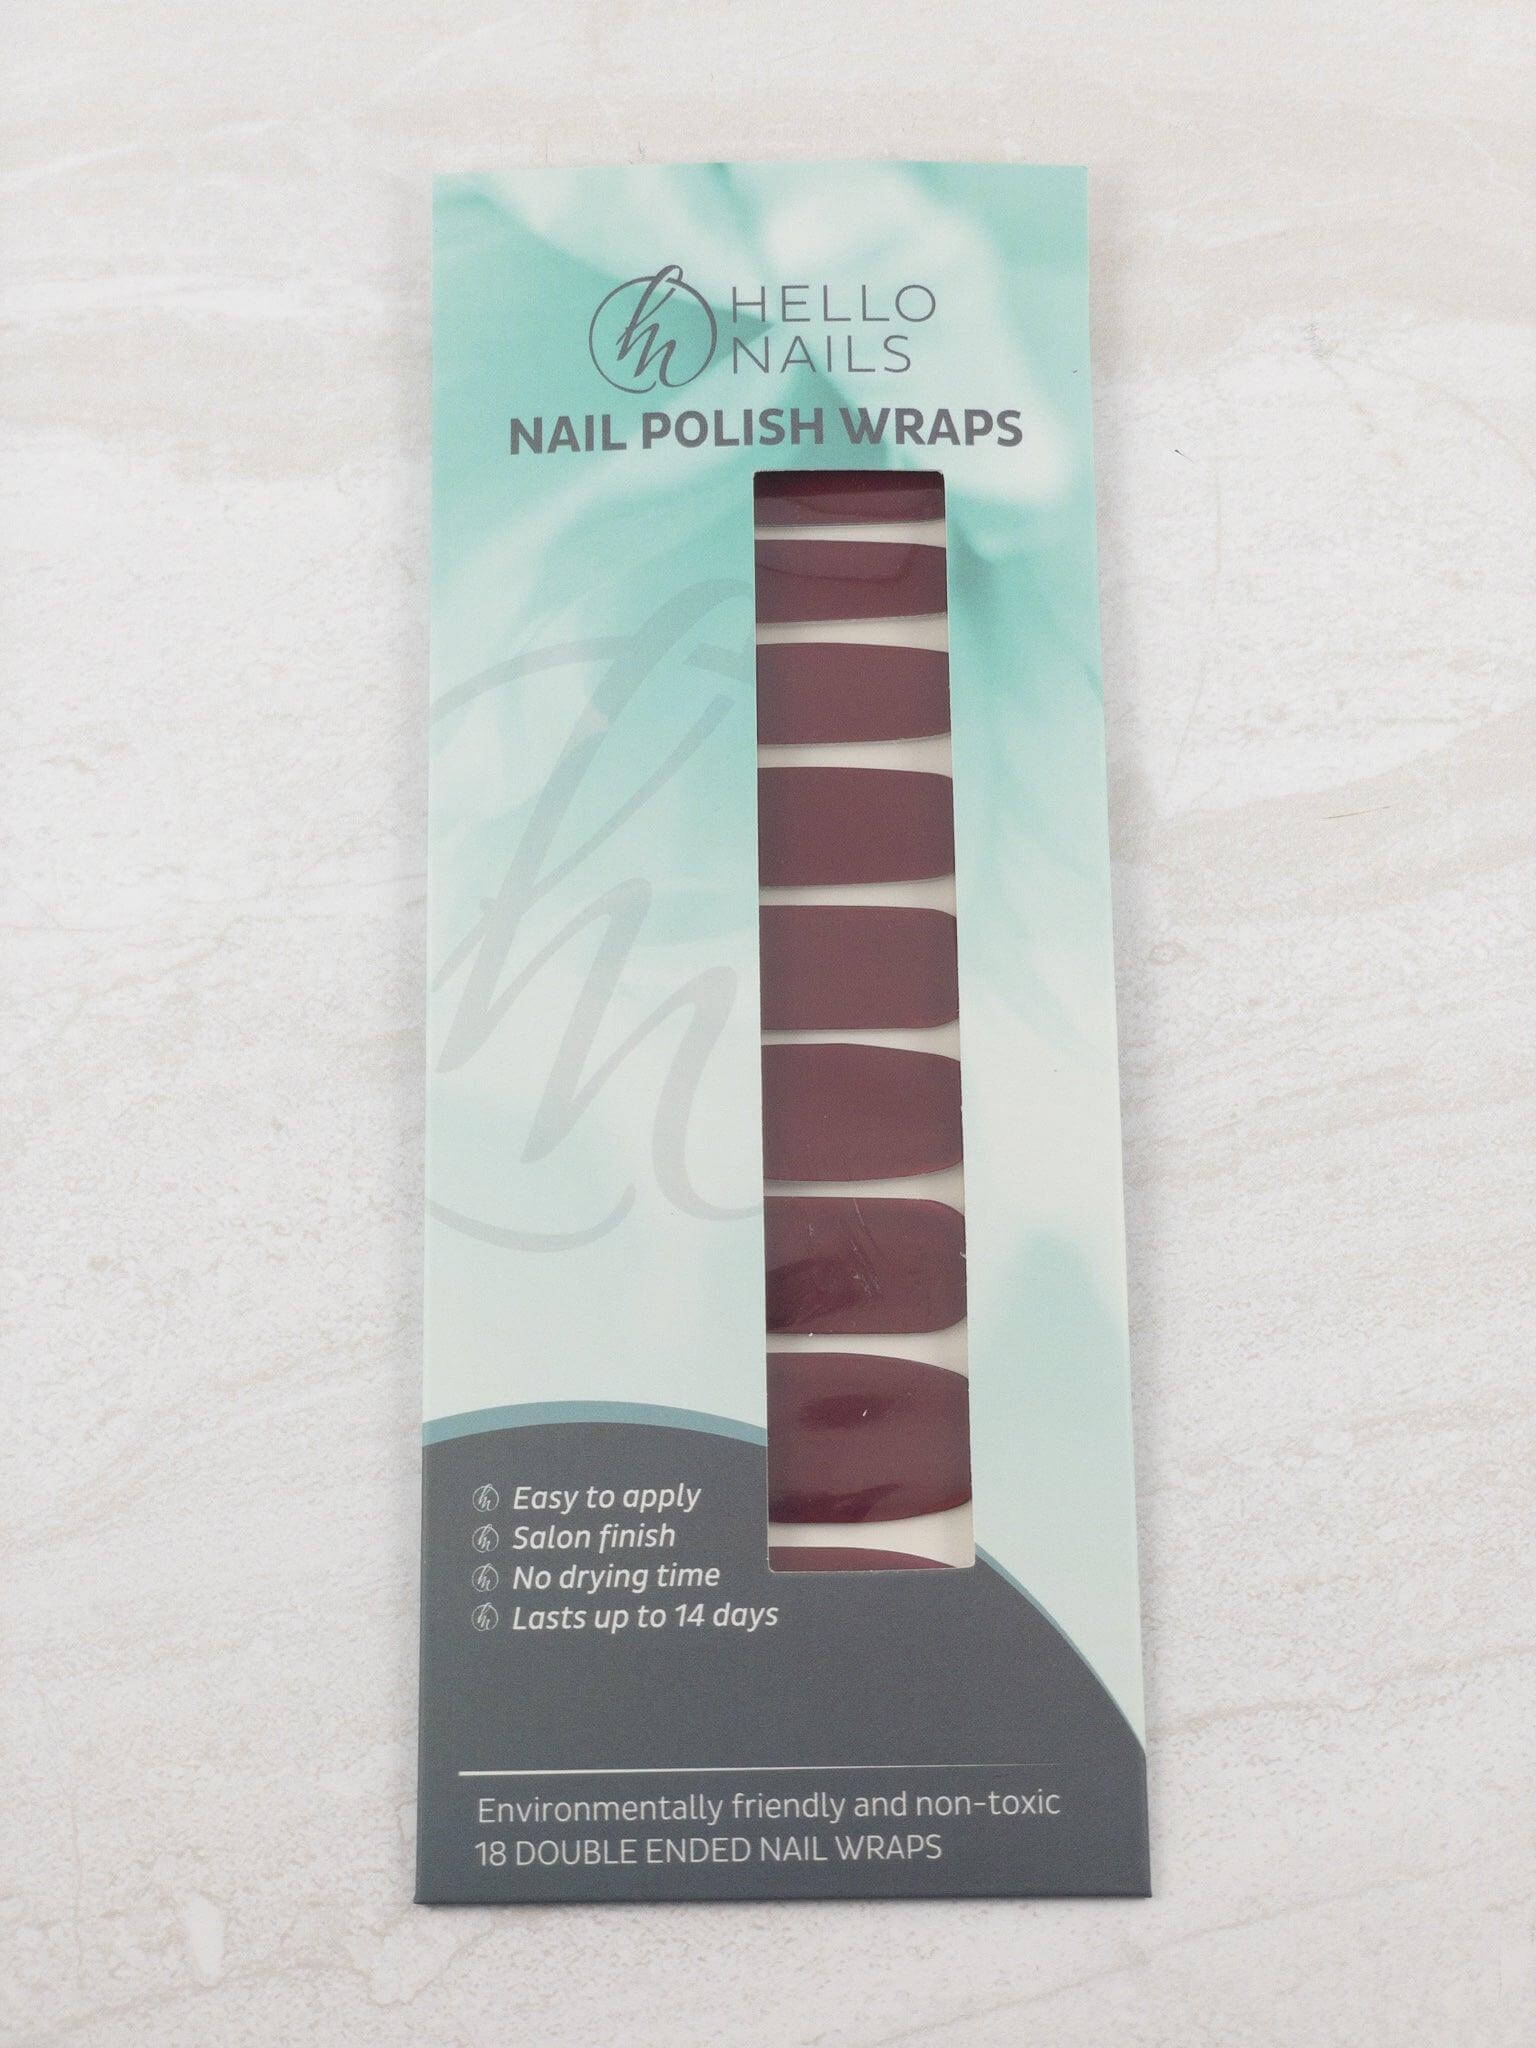 HELLO
NAILS
NAIL POLISH WRAPS
Easy to apply
Salon finish
No drying time
Lasts up to 14 days
Environmentally friendly and non-toxic
18 DOUBLE ENDED NAIL WRAPS